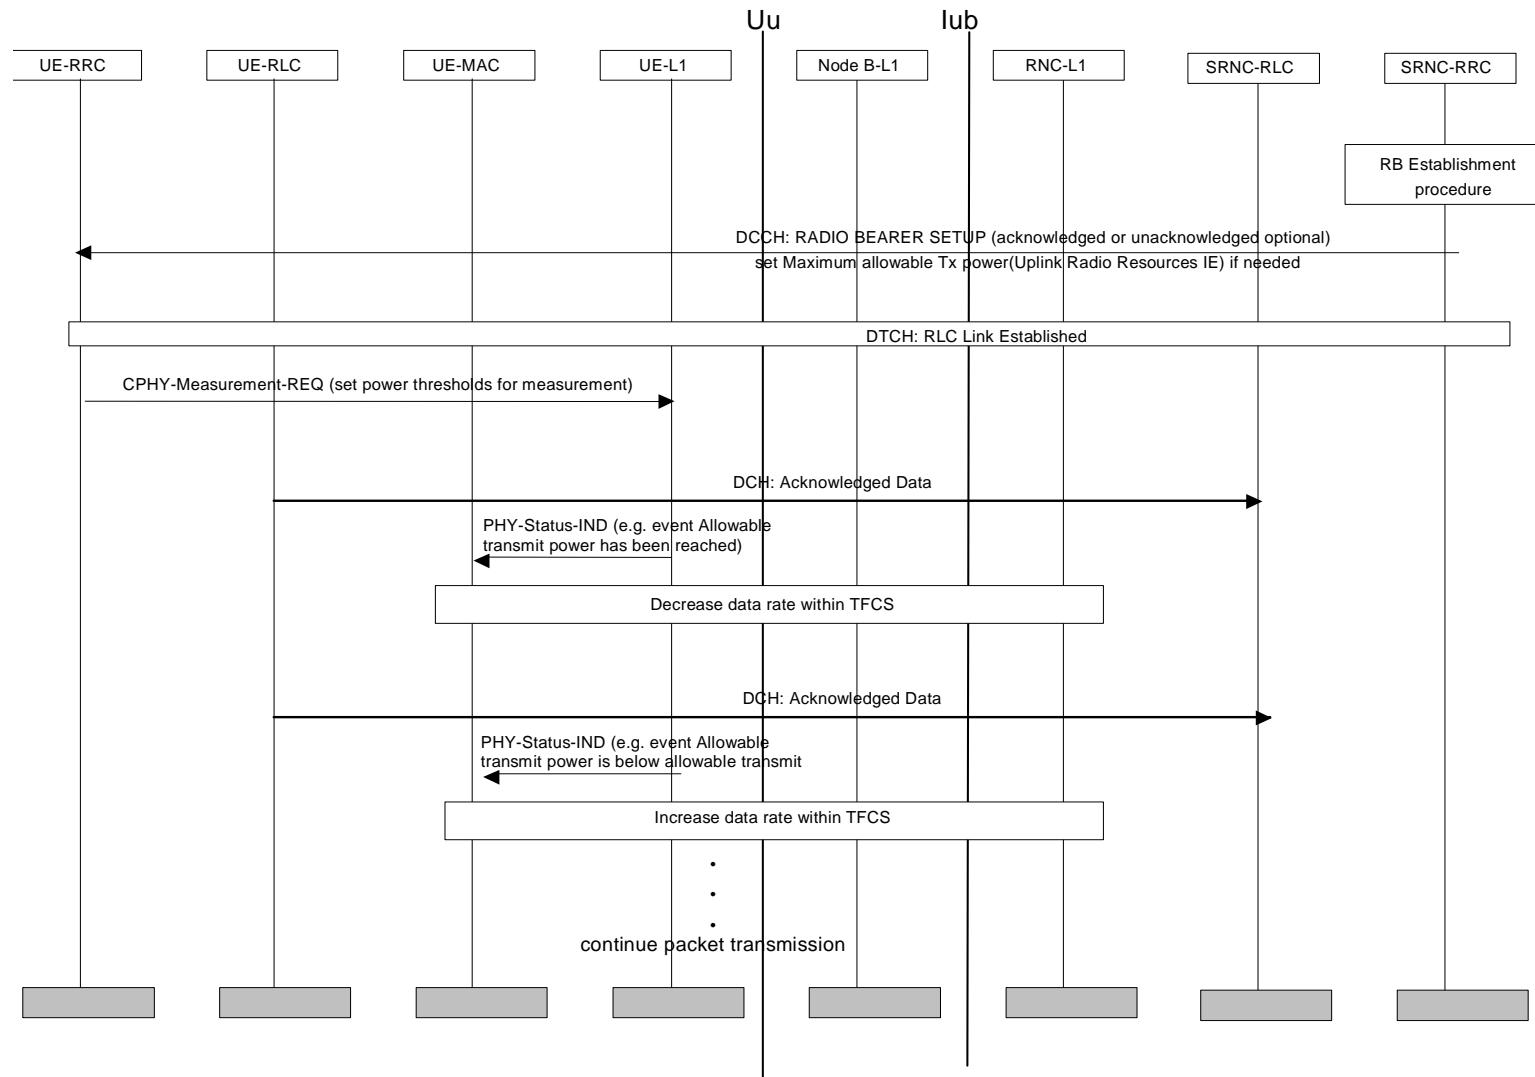 Uu
Iub
UE-RRC
UE-RLC
UE-MAC
UE-L1
Node B-L1
RNC-L1
SRNC-RLC
SRNC-RRC
RB Establishment
procedure
DCCH: RADIO BEARER SETUP (acknowledged or unacknowledged optional)
set Maximum allowable Tx power(Uplink Radio Resources IE) if needed
DTCH: RLC Link Established
CPHY-Measurement-REQ (set power thresholds for measurement)
DCH: Acknowledged Data
PHY-Status-IND (e.g. event Allowable
transmit power has been reached)
Decrease data rate within TFCS
DCH: Acknowledged Data
PHY-Status-IND (e.g. event Allowable
transmit power is below allowable transmit
Increase data rate within TFCS
continue packet transmission